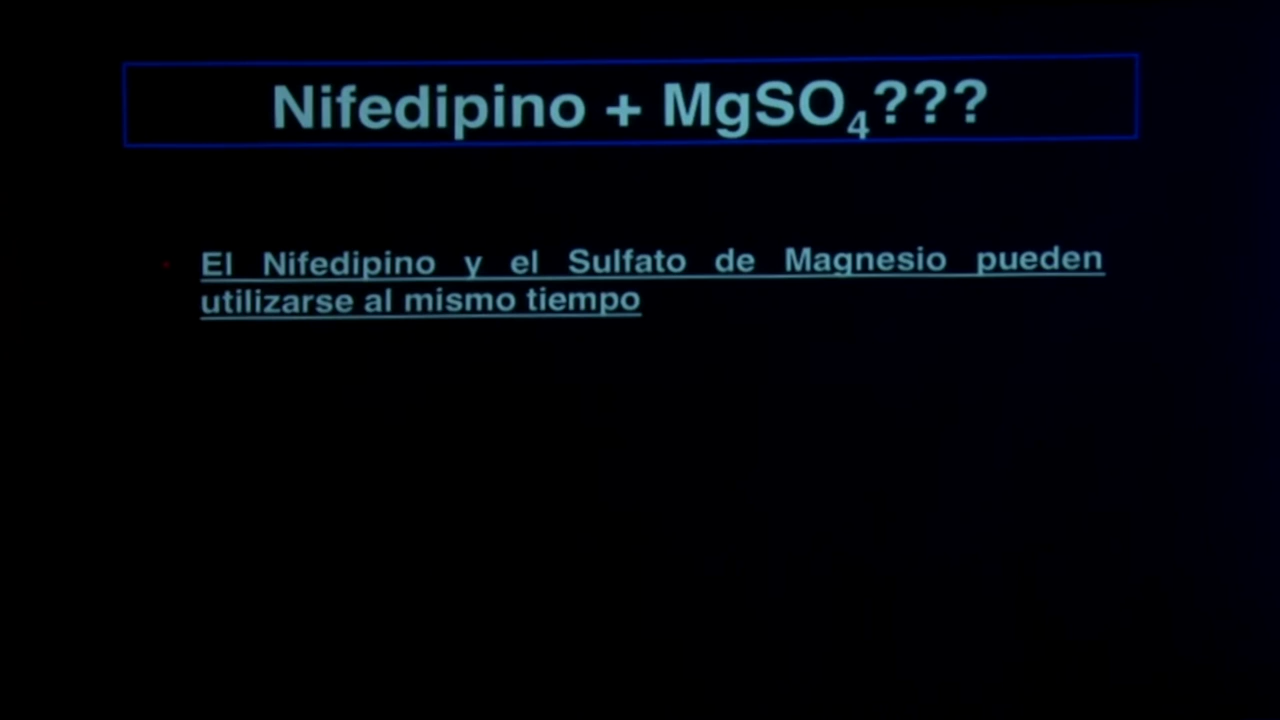 Nifedipino + MgSO₄???
El Nifedipino y el Sulfato de Magnesio pueden
utilizarse al mismo tiempo